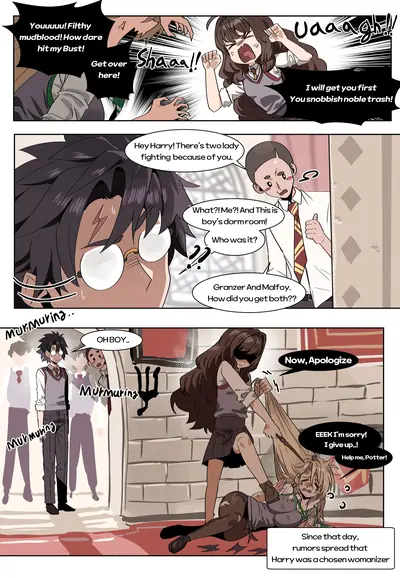 Youuuuu! Filthy
mudblood! How dare
hit my Bust!
Get over
here!
Shaaa!!
Uaaaagh!!
I will get you first
You snobbish noble trash!
Hey Harry! There's two lady
fighting because of you.
What?! Me?! And This is
boy's dorm room!
Who was it?
Granzer And Malfoy.
How did you get both??
Murmuring..
OH BOY..
Murmuring
Murmuring
Now, Apologize
EEEK I'm sorry!
I give up..!
Help me, Potter!
Since that day,
rumors spread that
Harry was a chosen womanizer